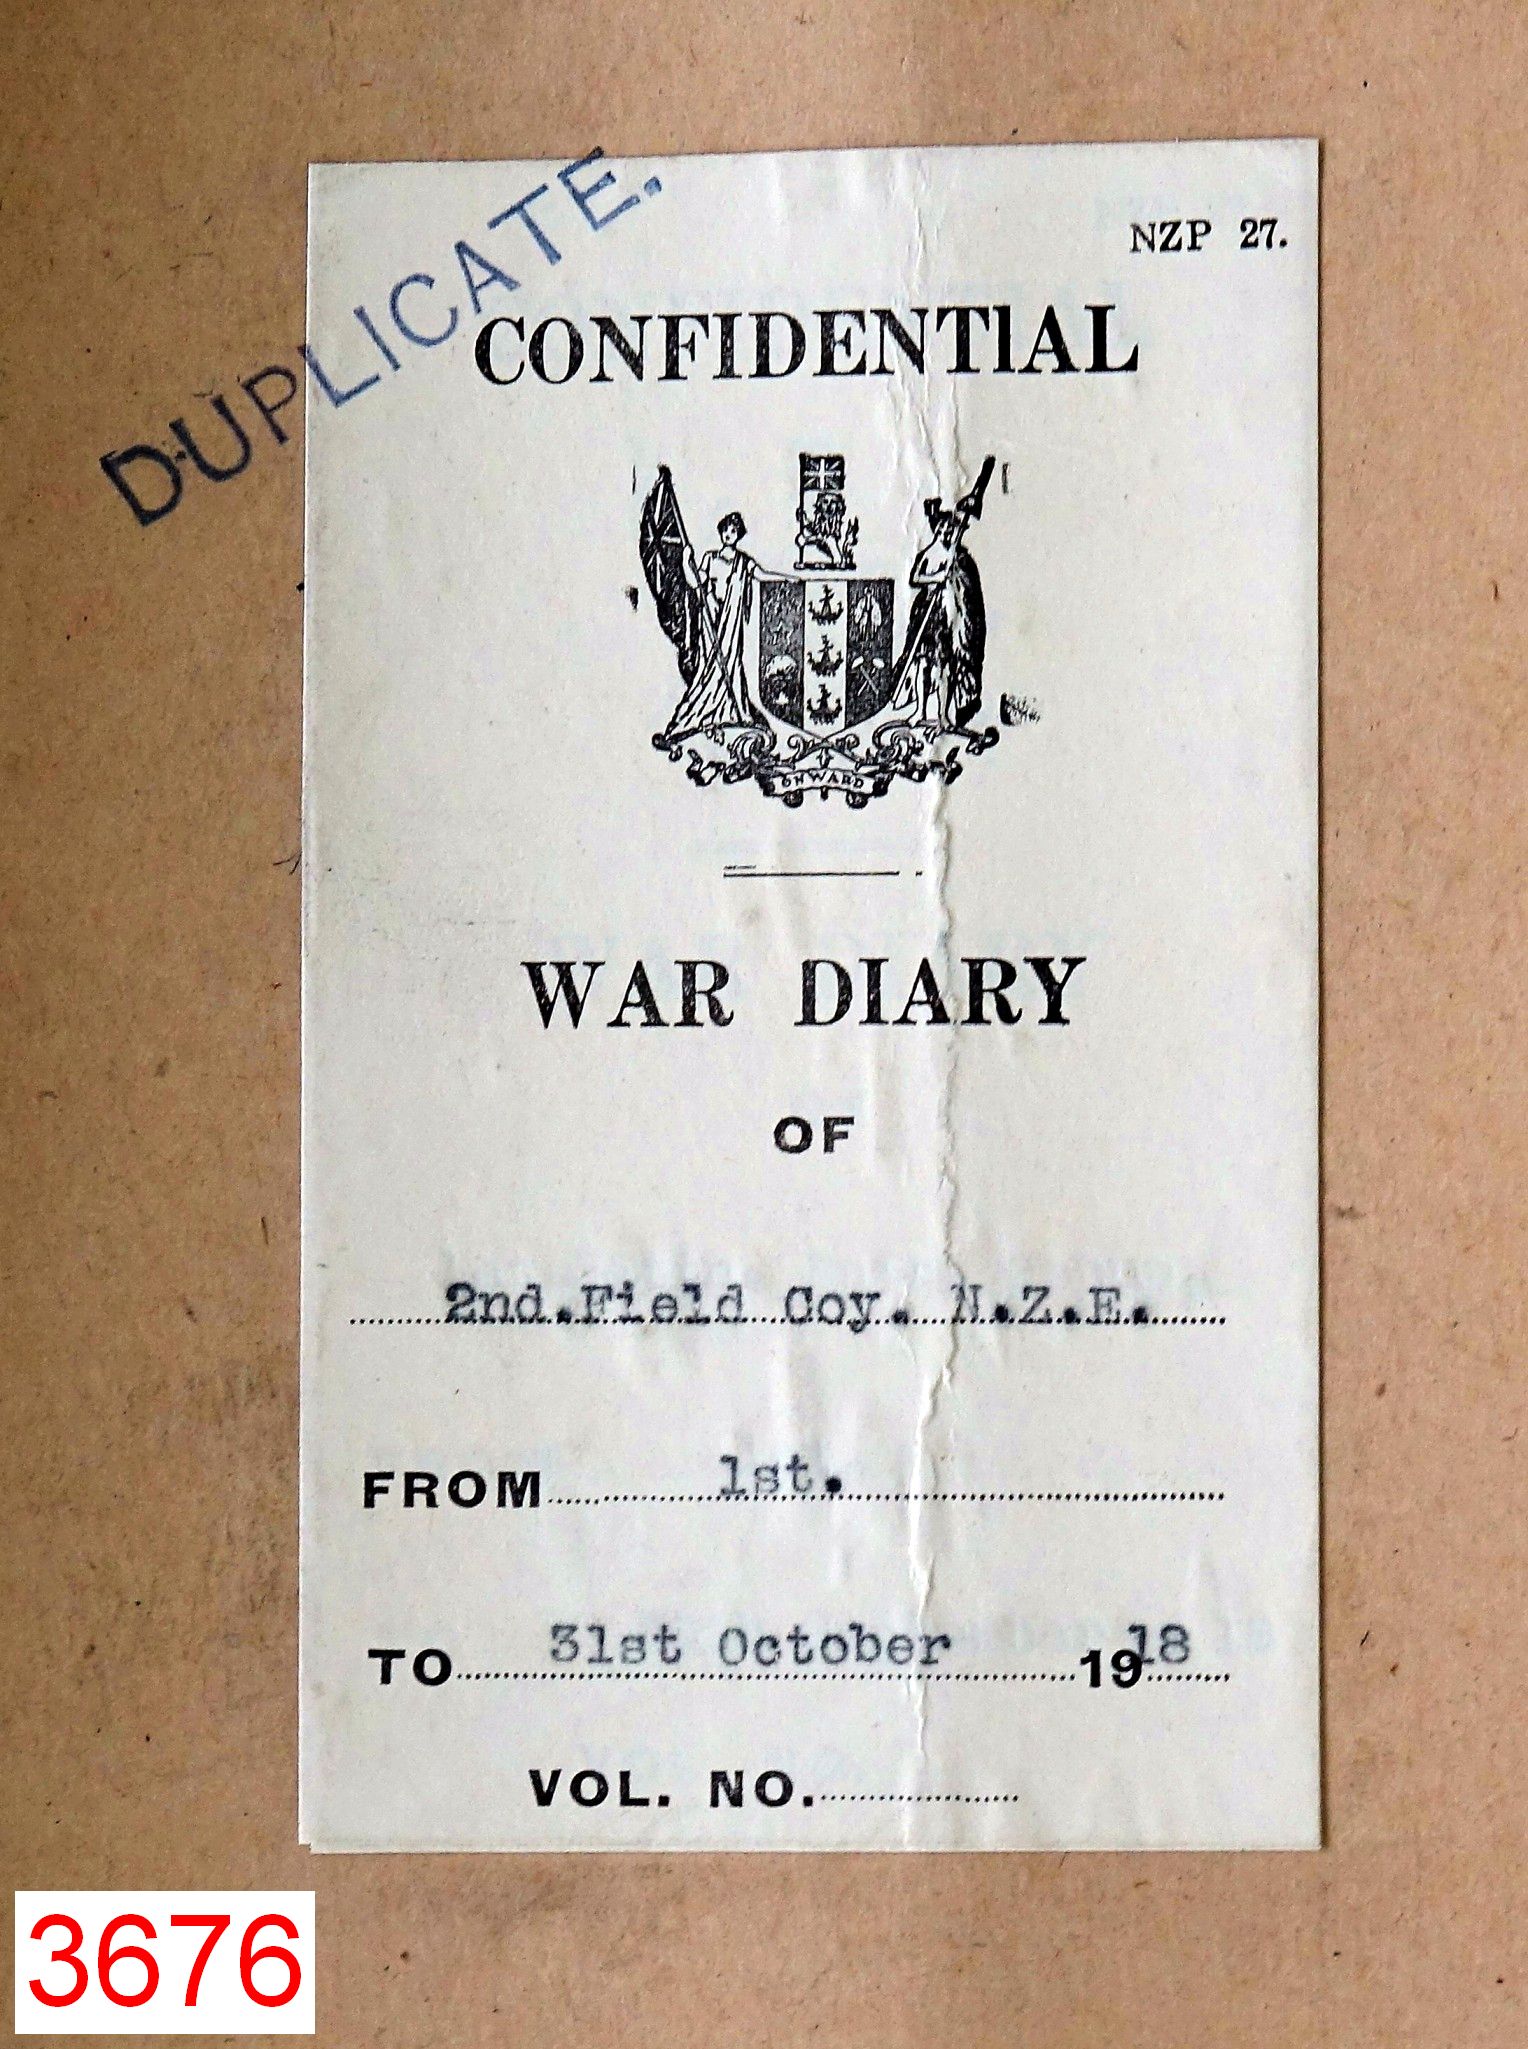 DUPLICATE.
NZP 27.
CONFIDENTIAL
ONWARD
WAR DIARY
OF
2nd.Field Coy. N.Z.E.
FROM 1st.
TO 31st October 1918
VOL. NO.
3676